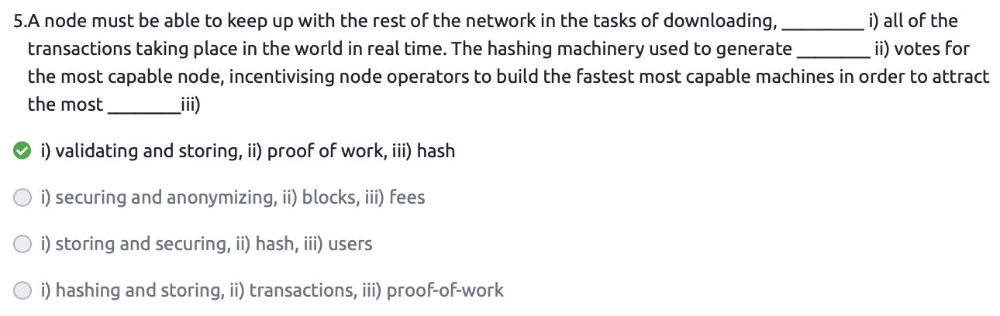 5.A node must be able to keep up with the rest of the network in the tasks of downloading, _________ i) all of the
transactions taking place in the world in real time. The hashing machinery used to generate ________ ii) votes for
the most capable node, incentivising node operators to build the fastest most capable machines in order to attract
the most ________iii)
i) validating and storing, ii) proof of work, iii) hash
i) securing and anonymizing, ii) blocks, iii) fees
i) storing and securing, ii) hash, iii) users
i) hashing and storing, ii) transactions, iii) proof-of-work